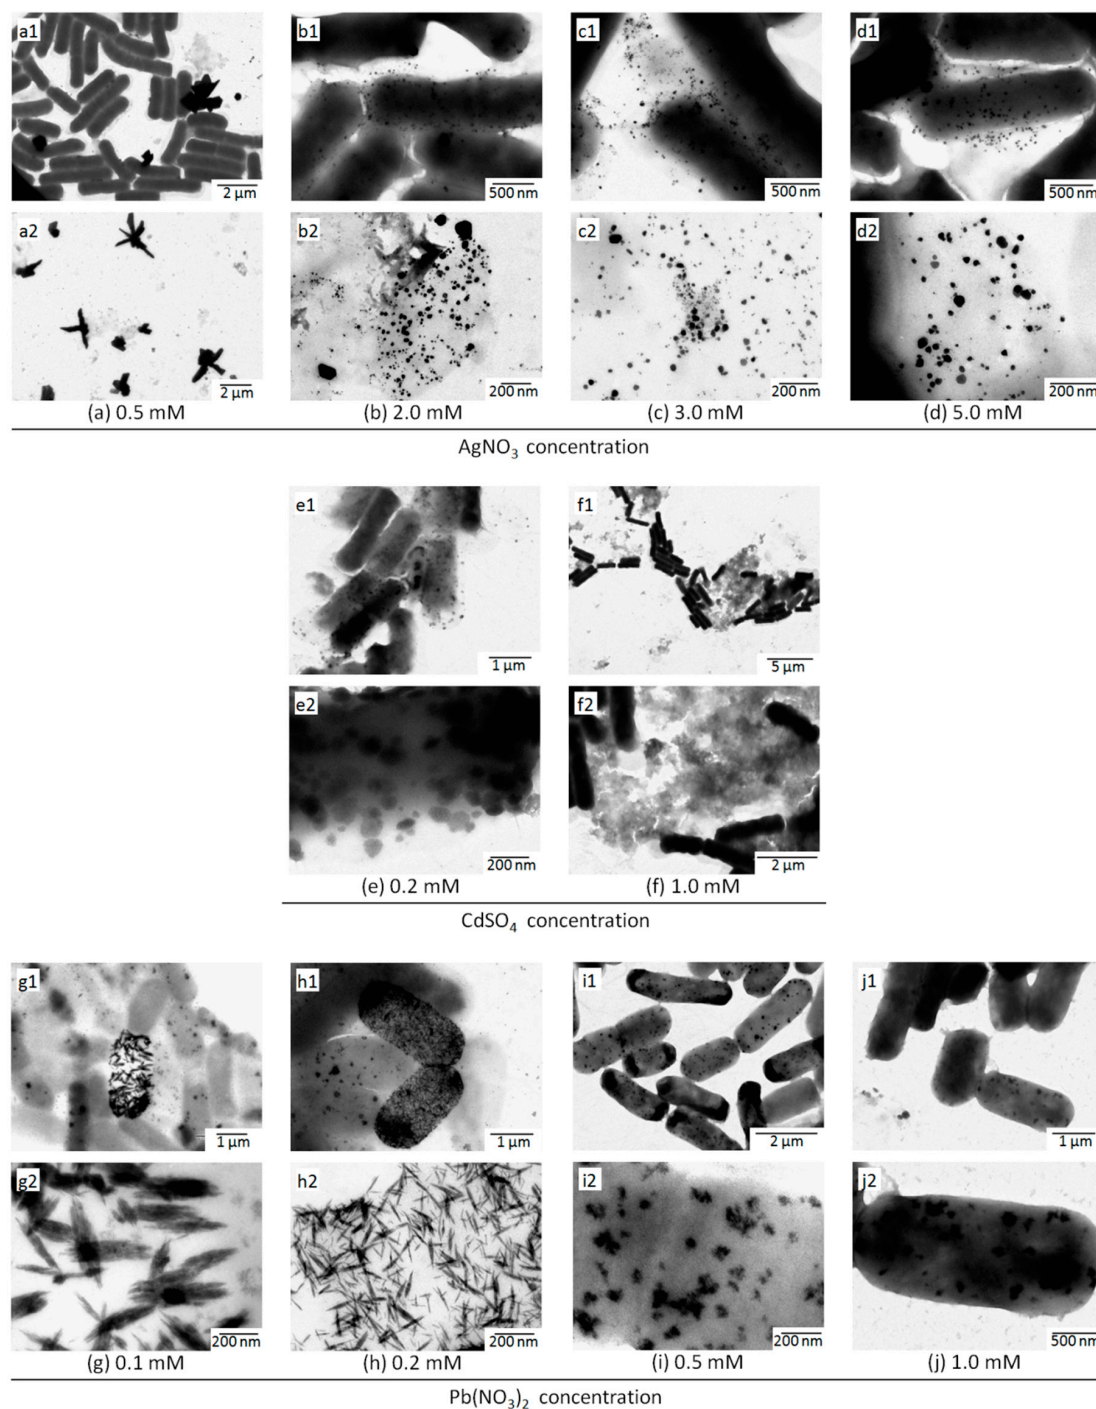 a1 b1 c1 d1
2 µm 500 nm 500 nm 500 nm
a2 b2 c2 d2
2 µm 200 nm 200 nm 200 nm
(a) 0.5 mM (b) 2.0 mM (c) 3.0 mM (d) 5.0 mM
AgNO₃ concentration
e1 f1
1 µm 5 µm
e2 f2
200 nm 2 µm
(e) 0.2 mM (f) 1.0 mM
CdSO₄ concentration
g1 h1 i1 j1
1 µm 1 µm 2 µm 1 µm
g2 h2 i2 j2
200 nm 200 nm 200 nm 500 nm
(g) 0.1 mM (h) 0.2 mM (i) 0.5 mM (j) 1.0 mM
Pb(NO₃)₂ concentration